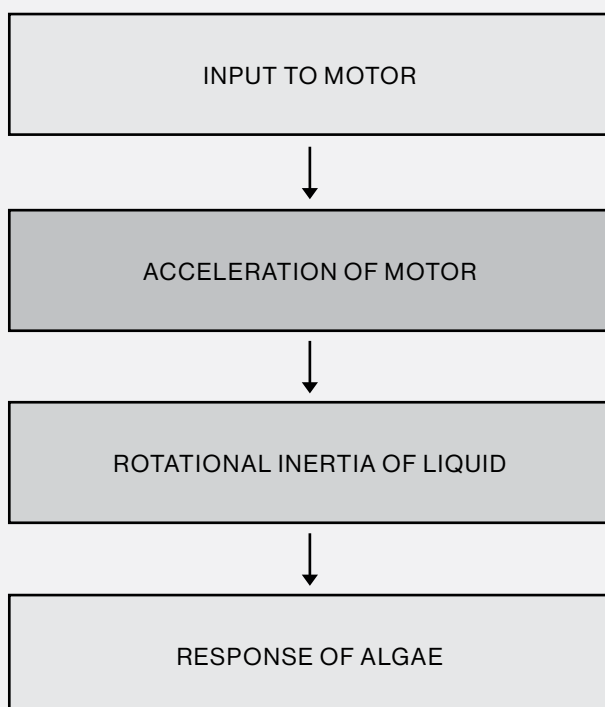 INPUT TO MOTOR
ACCELERATION OF MOTOR
ROTATIONAL INERTIA OF LIQUID
RESPONSE OF ALGAE